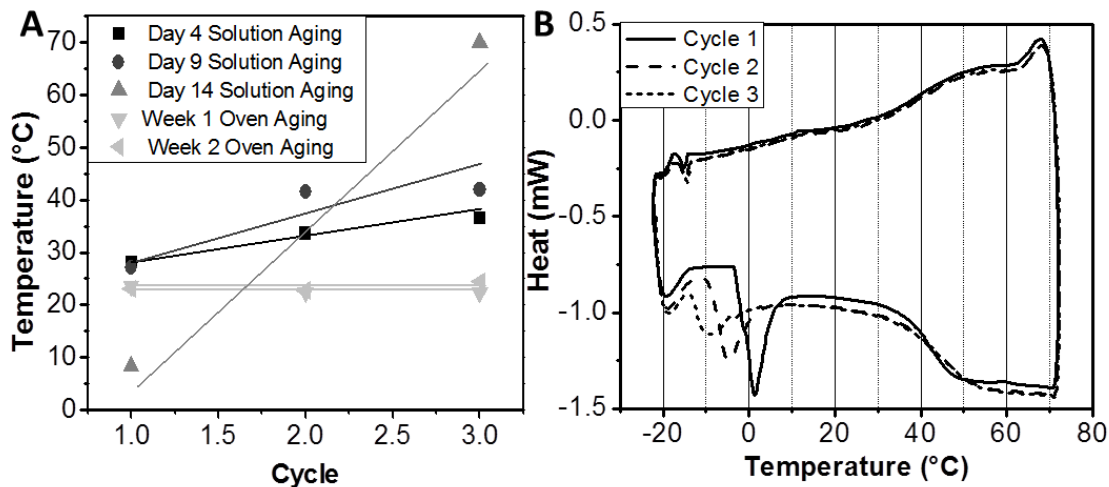 A
Day 4 Solution Aging
Day 9 Solution Aging
Day 14 Solution Aging
Week 1 Oven Aging
Week 2 Oven Aging
70
60
50
40
30
20
10
0
Temperature (°C)
1.0 1.5 2.0 2.5 3.0
Cycle
B
Cycle 1
Cycle 2
Cycle 3
0.5
0.0
-0.5
-1.0
-1.5
Heat (mW)
-20 0 20 40 60 80
Temperature (°C)